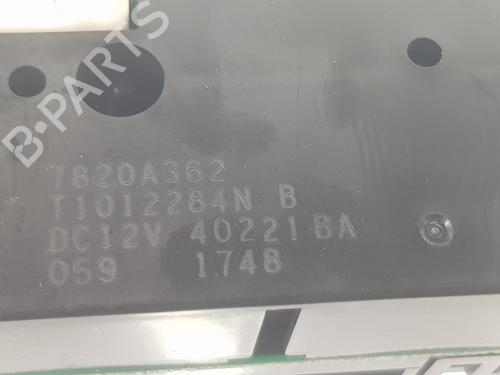 B-PARTS
7820A362
T1012284N B
DC12V 40221BA
059 1748